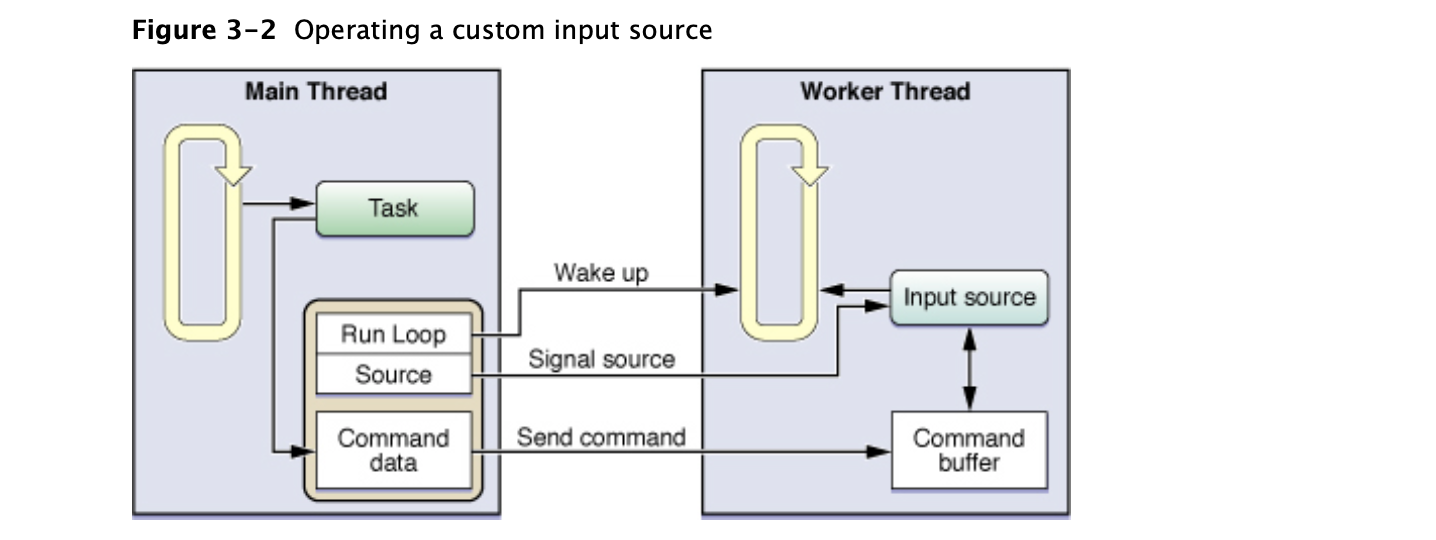 Figure 3-2 Operating a custom input source
Main Thread
Worker Thread
Task
Wake up
Input source
Run Loop
Signal source
Source
Send command
Command
data
Command
buffer